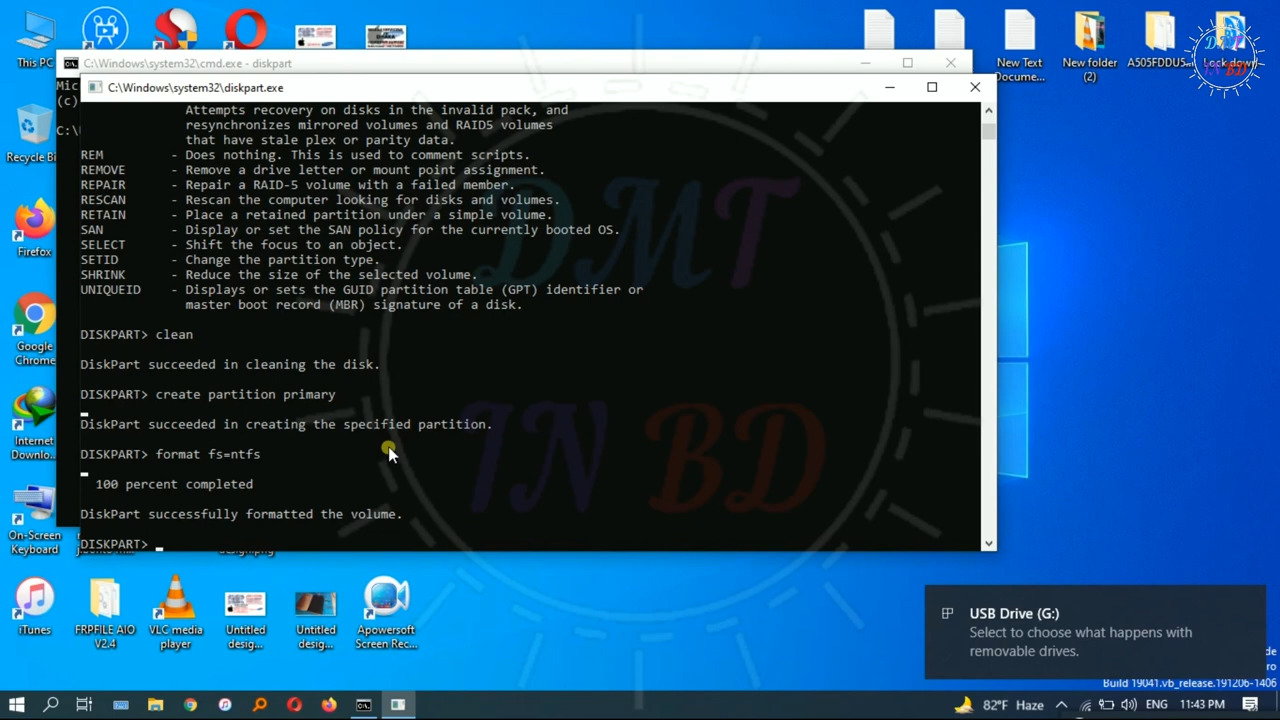 This PC
New Text
Docume...
New folder
(2)
A505FDDU5...
Lockdown
DMT
IN BD
C:\Windows\system32\cmd.exe - diskpart
Mic
(c)
C:\
C:\Windows\system32\diskpart.exe
Attempts recovery on disks in the invalid pack, and
resynchronizes mirrored volumes and RAID5 volumes
that have stale plex or parity data.
REM - Does nothing. This is used to comment scripts.
REMOVE - Remove a drive letter or mount point assignment.
REPAIR - Repair a RAID-5 volume with a failed member.
RESCAN - Rescan the computer looking for disks and volumes.
RETAIN - Place a retained partition under a simple volume.
SAN - Display or set the SAN policy for the currently booted OS.
SELECT - Shift the focus to an object.
SETID - Change the partition type.
SHRINK - Reduce the size of the selected volume.
UNIQUEID - Displays or sets the GUID partition table (GPT) identifier or
master boot record (MBR) signature of a disk.
DISKPART> clean
DiskPart succeeded in cleaning the disk.
DISKPART> create partition primary
DiskPart succeeded in creating the specified partition.
DISKPART> format fs=ntfs
100 percent completed
DiskPart successfully formatted the volume.
DISKPART>
DMT
IN BD
Recycle Bi
Firefox
Google
Chrome
Internet
Downlo...
On-Screen
Keyboard
iTunes
FRPFILE AIO
V2.4
VLC media
player
Untitled
desig...
Untitled
desig...
Apowersoft
Screen Rec...
USB Drive (G:)
Select to choose what happens with
removable drives.
Build 19041.vb_release.191206-1406
82°F Haze
ENG
11:43 PM